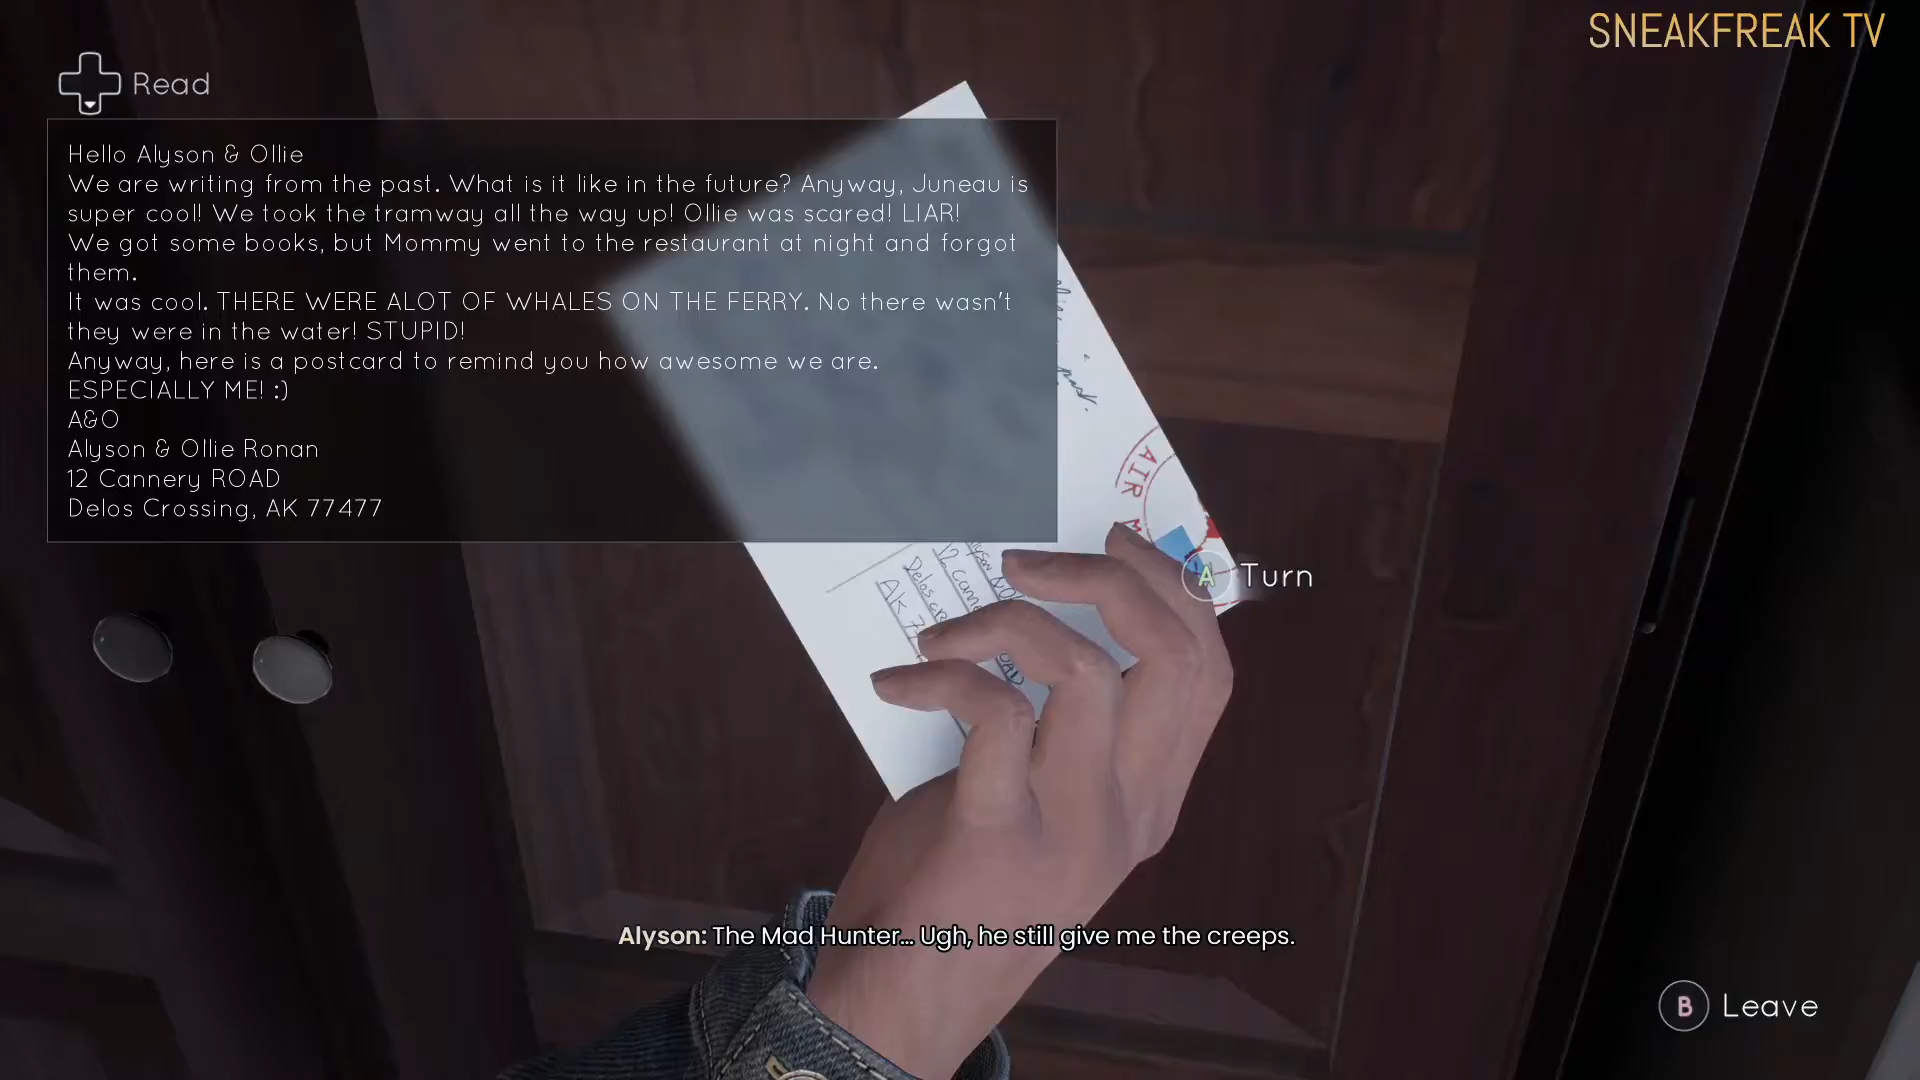 SNEAKFREAK TV
Read
Hello Alyson & Ollie
We are writing from the past. What is it like in the future? Anyway, Juneau is
super cool! We took the tramway all the way up! Ollie was scared! LIAR!
We got some books, but Mommy went to the restaurant at night and forgot
them.
It was cool. THERE WERE ALOT OF WHALES ON THE FERRY. No there wasn't
they were in the water! STUPID!
Anyway, here is a postcard to remind you how awesome we are.
ESPECIALLY ME! :)
A&O
Alyson & Ollie Ronan
12 Cannery ROAD
Delos Crossing, AK 77477
past.
AIR
AK
A Turn
Alyson: The Mad Hunter... Ugh, he still give me the creeps.
B Leave